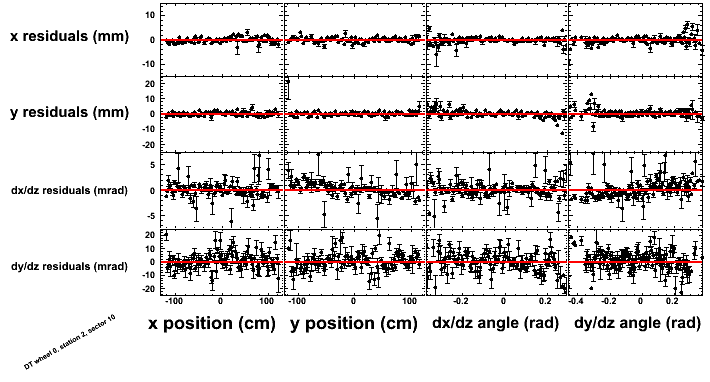 x residuals (mm)
10
0
-10
y residuals (mm)
20
10
0
-10
-20
dx/dz residuals (mrad)
5
0
-5
dy/dz residuals (mrad)
20
10
0
-10
-20
-100 0 100 -100 0 100 -0.2 0 0.2 -0.4 -0.2 0 0.2
x position (cm) y position (cm) dx/dz angle (rad) dy/dz angle (rad)
DT wheel 0, station 2, sector 10